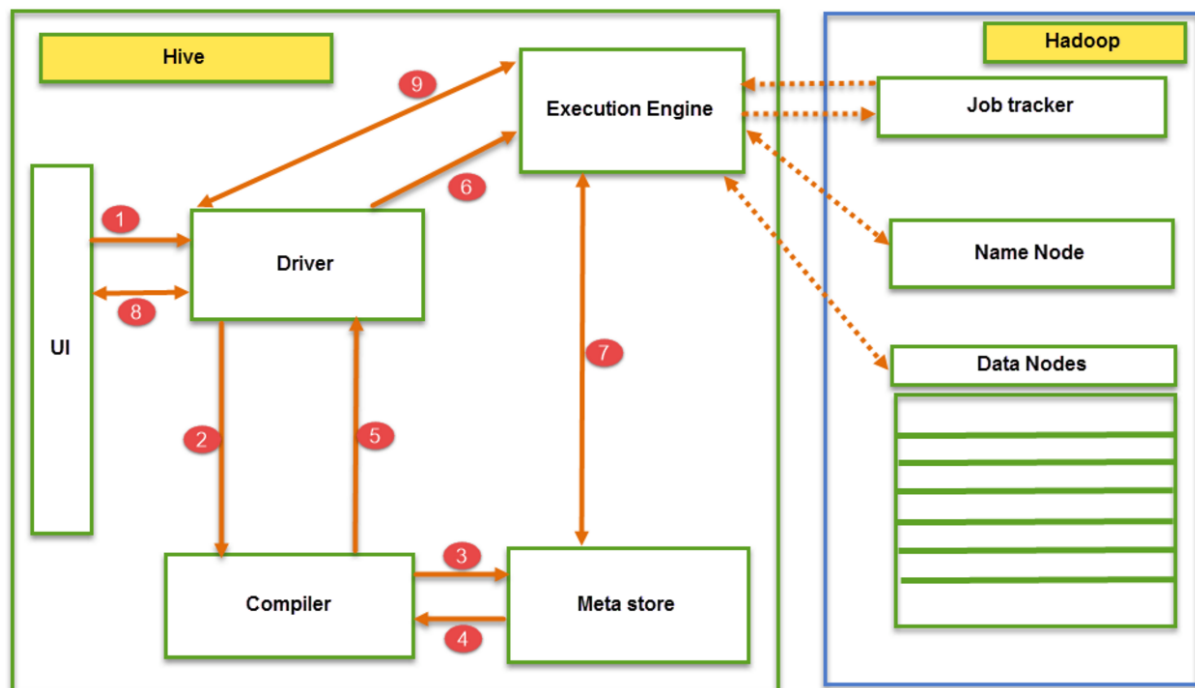 Hive
Hadoop
9
Execution Engine
Job tracker
6
1
Driver
Name Node
8
UI
7
Data Nodes
2
5
3
Compiler
Meta store
4